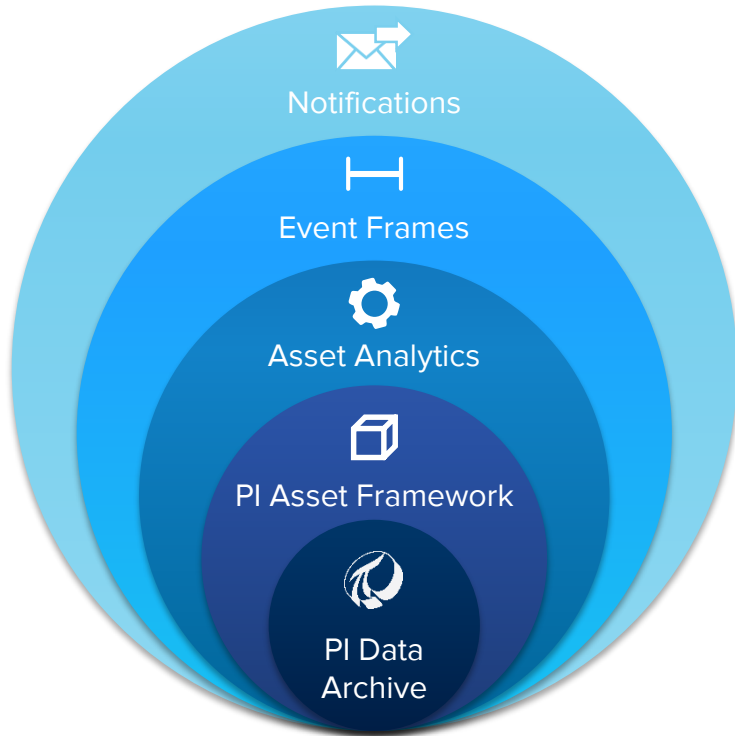 Notifications
Event Frames
Asset Analytics
PI Asset Framework
PI Data
Archive